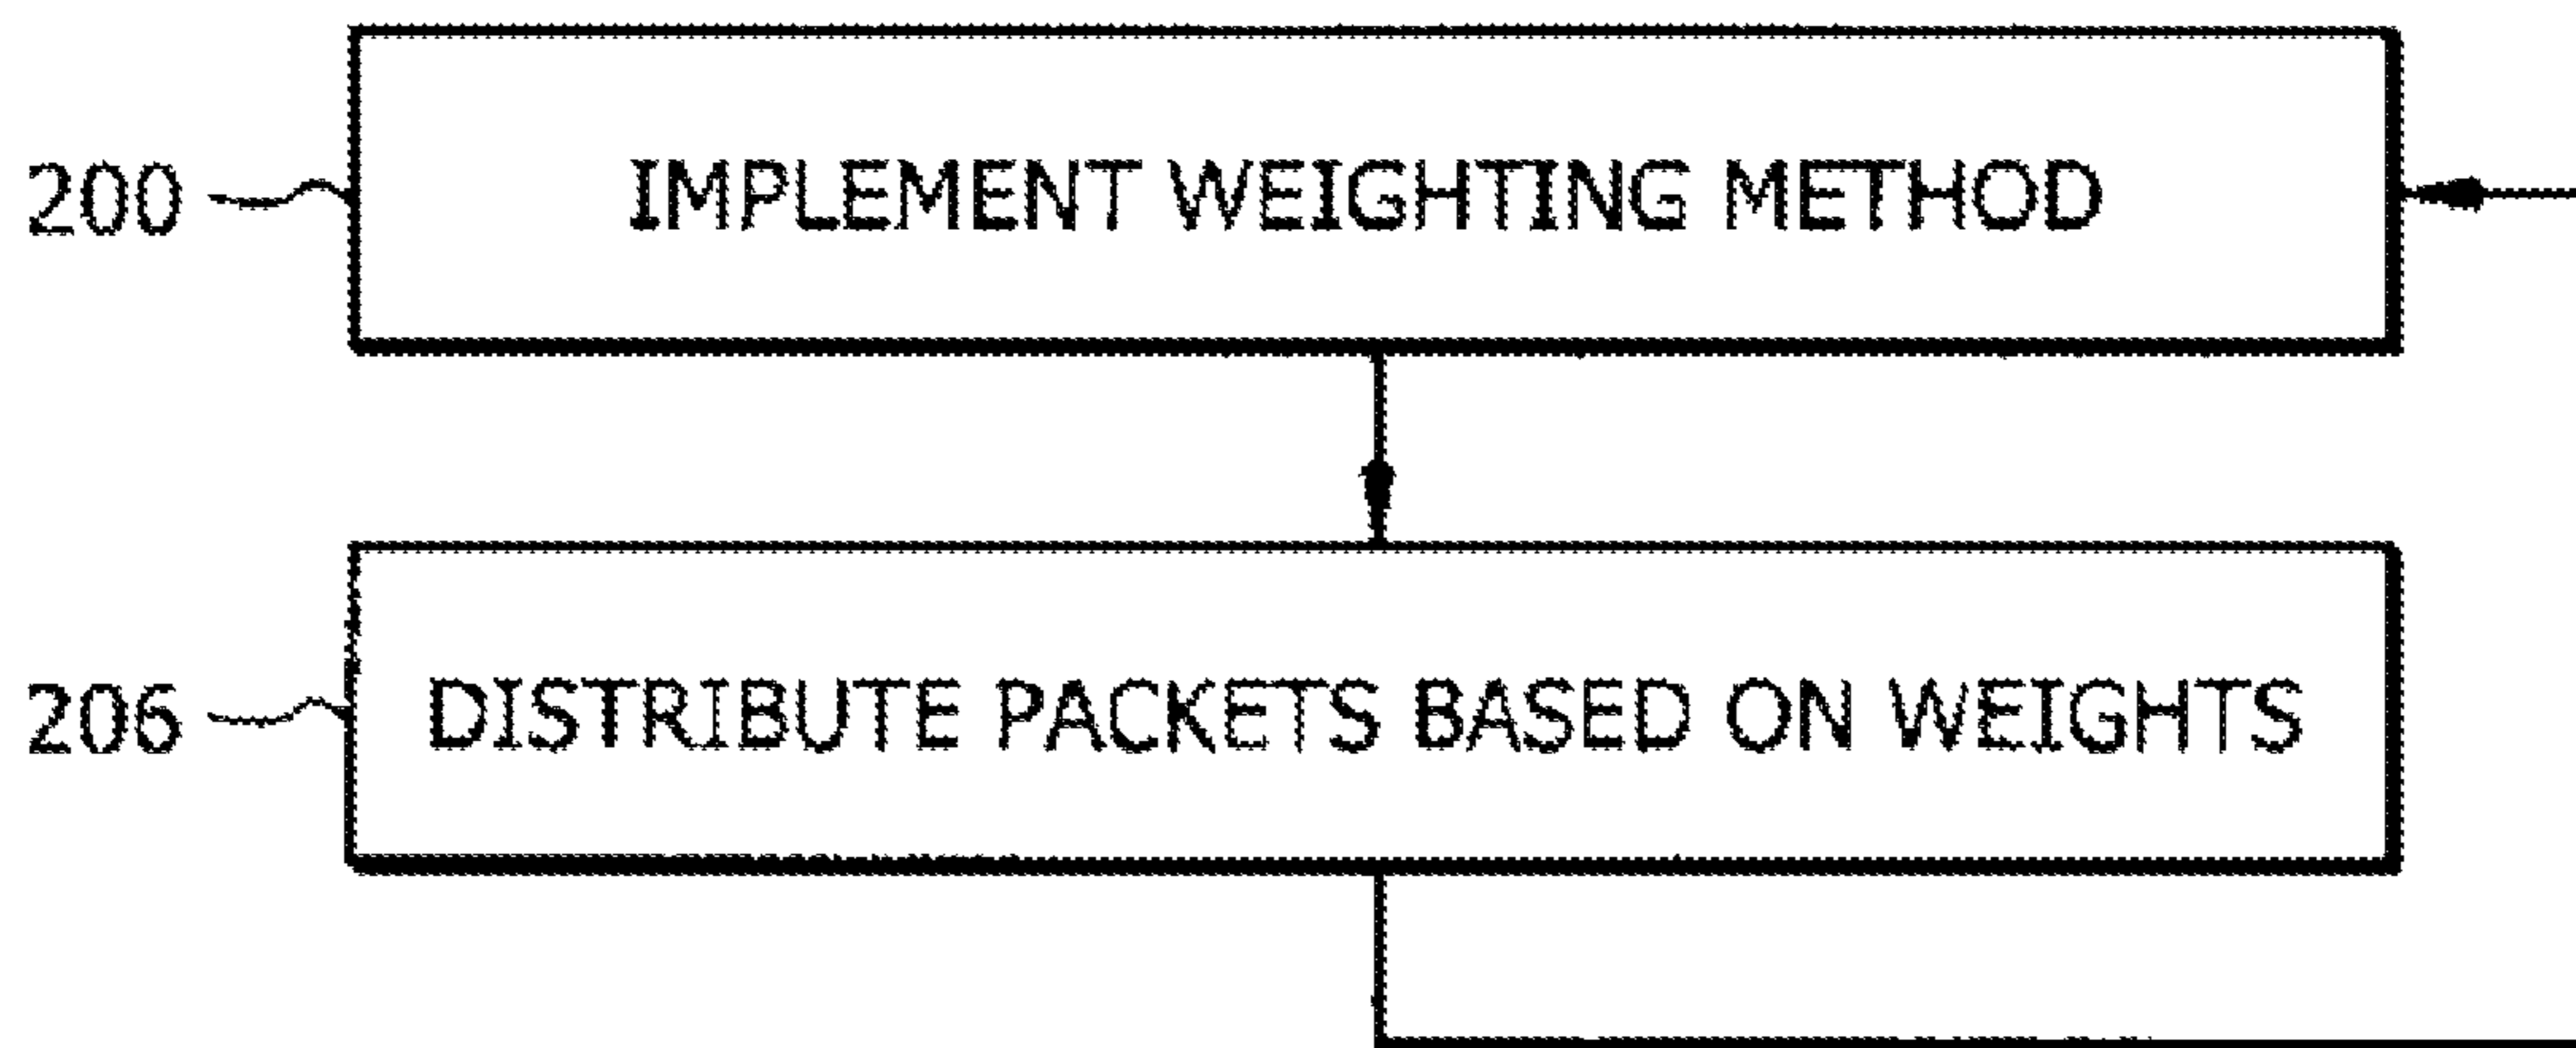 200 IMPLEMENT WEIGHTING METHOD
206 DISTRIBUTE PACKETS BASED ON WEIGHTS